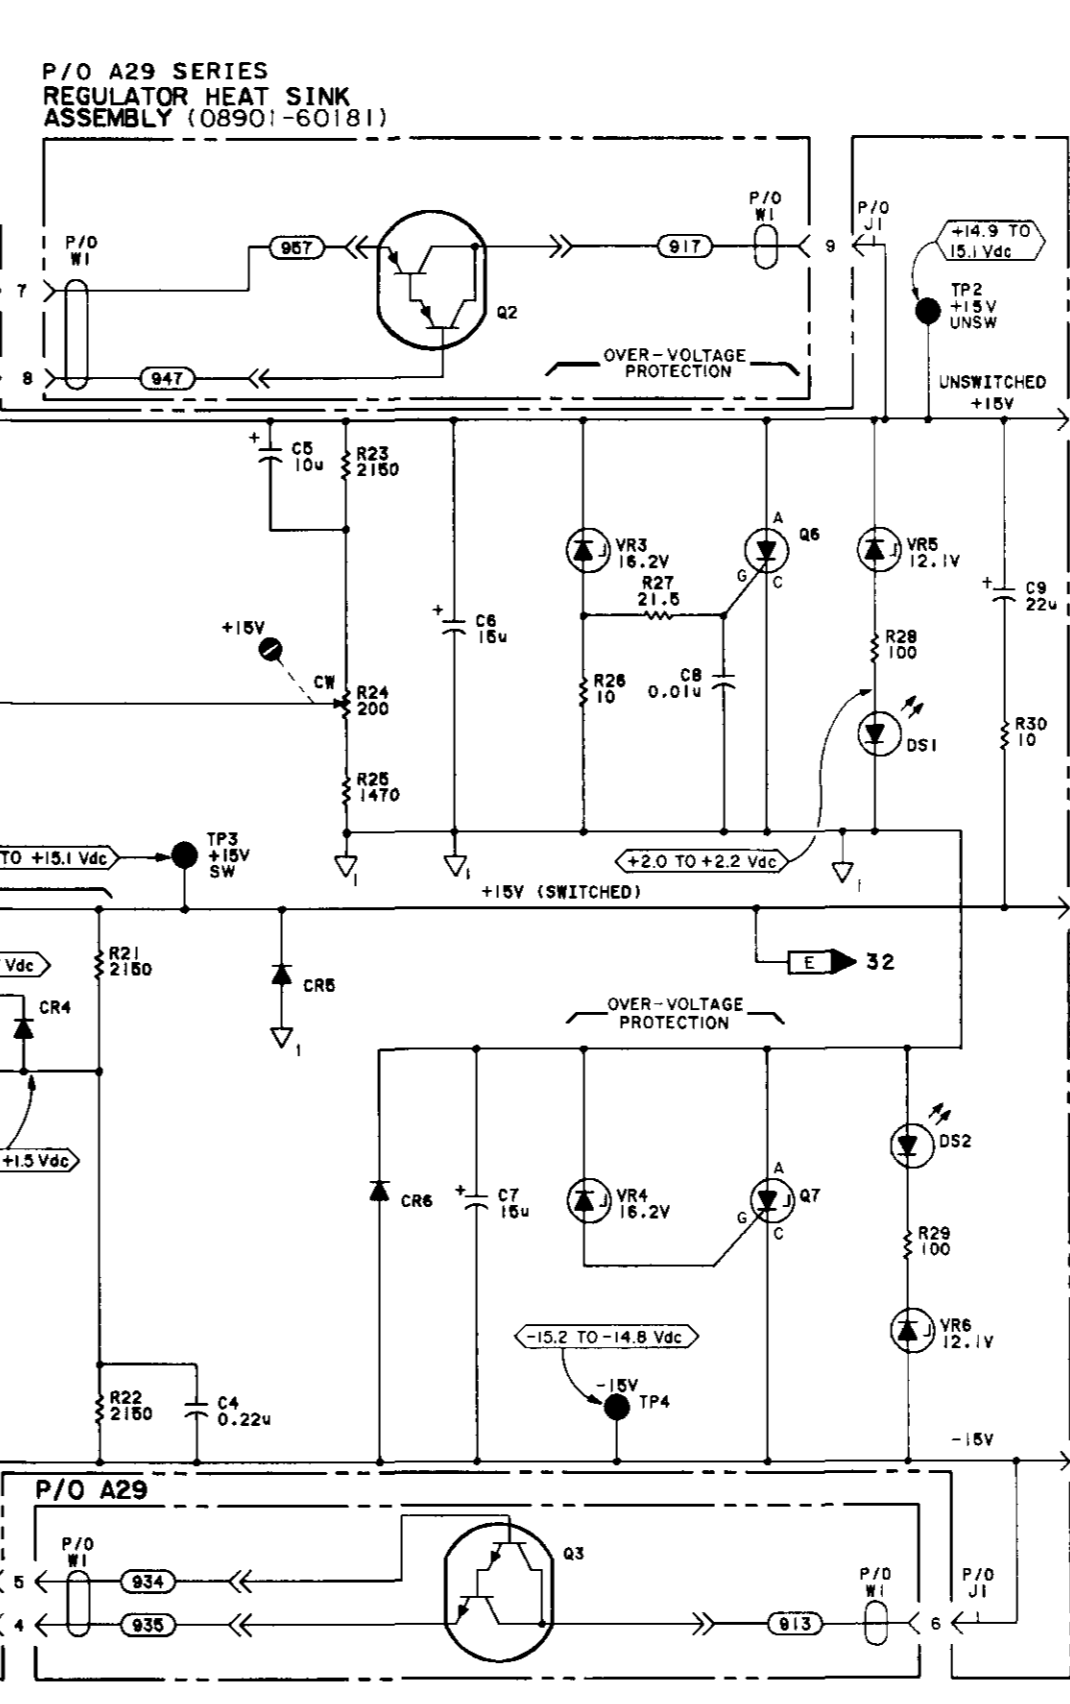 P/O A29 SERIES
REGULATOR HEAT SINK
ASSEMBLY (08901-60181)
P/O
W1
967
7
8
947
Q2
P/O
W1
917
9
P/O
J1
+14.9 TO
15.1 Vdc
TP2
+15V
UNSW
OVER-VOLTAGE
PROTECTION
UNSWITCHED
+15V
+
C5
10u
R23
2150
A
Q6
VR3
16.2V
G
C
VR5
12.1V
R27
21.5
+
C9
22u
+15V
+
C6
15u
R28
100
CW
R24
200
R26
10
C8
0.01u
R30
10
DS1
R25
1470
TP3
+15V
SW
TO +15.1 Vdc
1
1
+2.0 TO +2.2 Vdc
1
+15V (SWITCHED)
R21
2150
Vdc
E
32
CR4
CR5
1
OVER-VOLTAGE
PROTECTION
+1.5 Vdc
DS2
CR6
+
C7
15u
VR4
16.2V
A
G
C
Q7
R29
100
-15.2 TO -14.8 Vdc
VR6
12.1V
-15V
TP4
R22
2150
C4
0.22u
-15V
P/O A29
P/O
W1
5
934
4
935
Q3
913
P/O
W1
6
P/O
J1